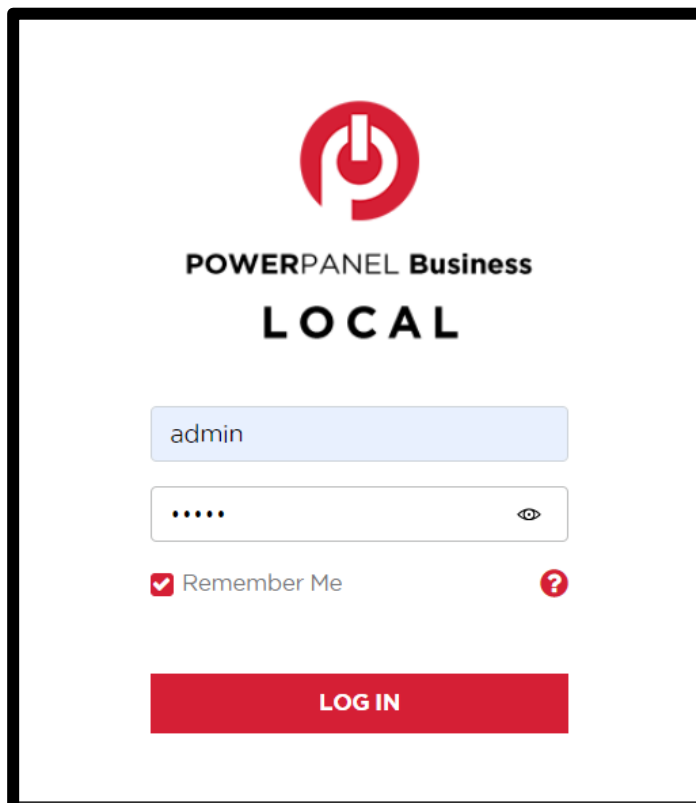 POWERPANEL Business
LOCAL
admin
•••••
Remember Me ?
LOG IN